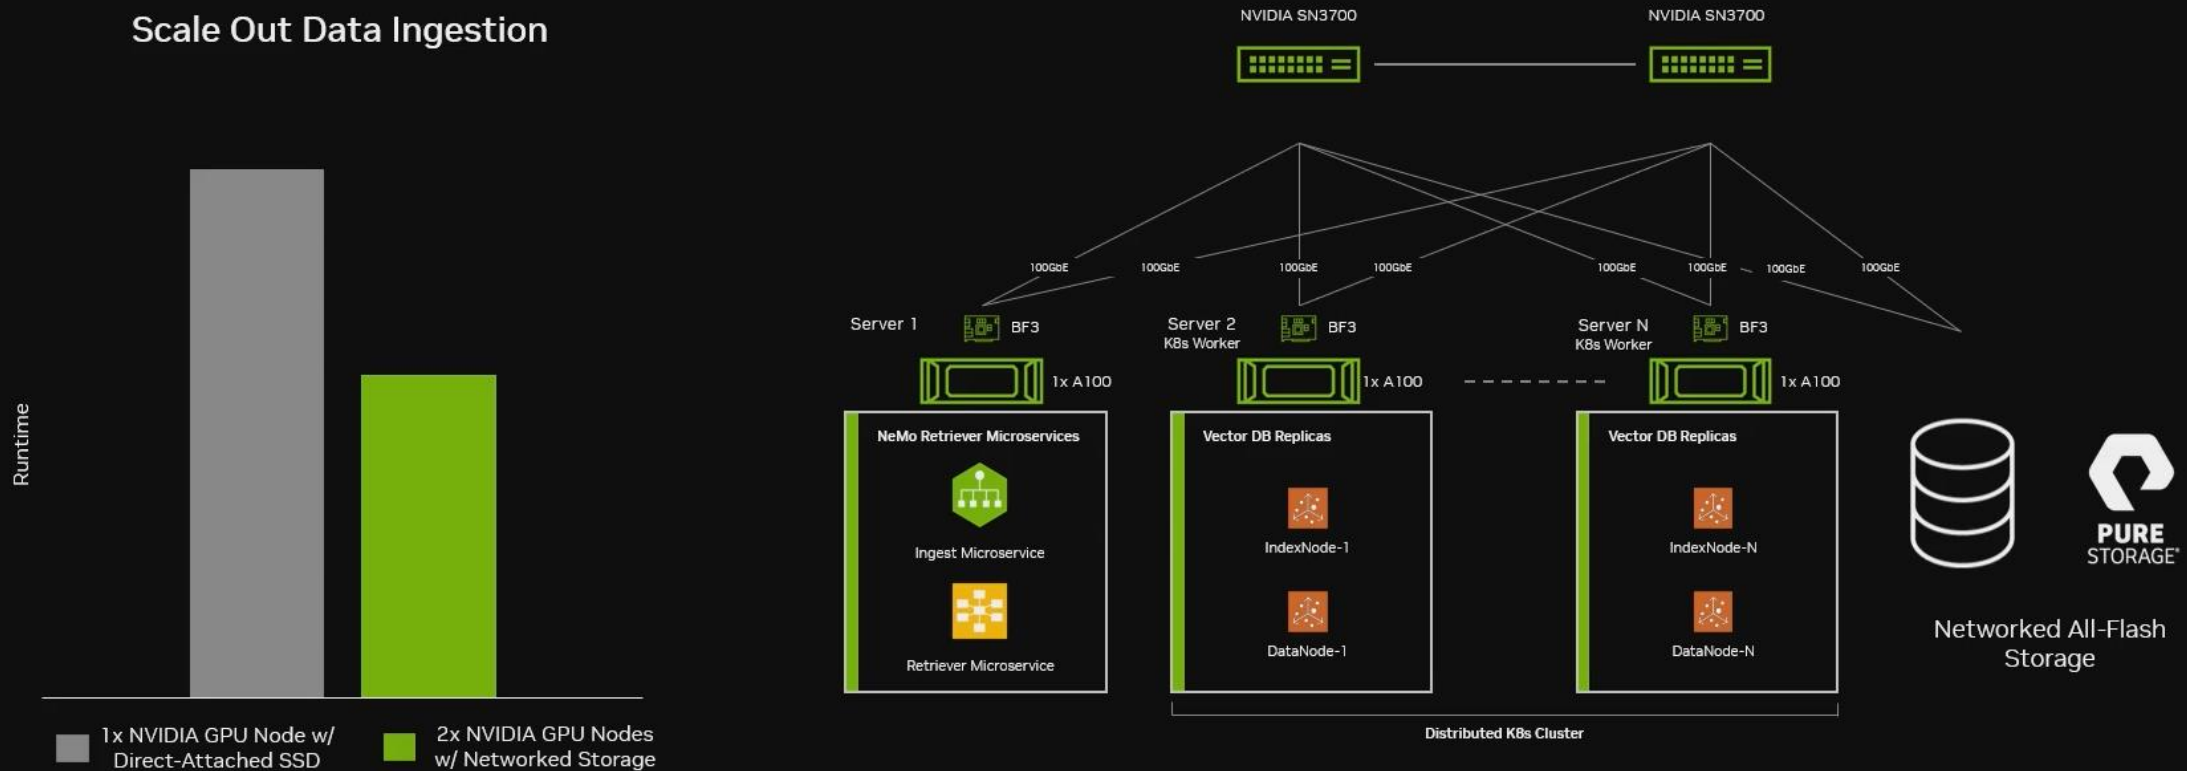 Scale Out Data Ingestion
Runtime
1x NVIDIA GPU Node w/
Direct-Attached SSD
2x NVIDIA GPU Nodes
w/ Networked Storage
NVIDIA SN3700
NVIDIA SN3700
100GbE
100GbE
100GbE
100GbE
100GbE
100GbE
100GbE
100GbE
Server 1
BF3
1x A100
Server 2
K8s Worker
BF3
1x A100
Server N
K8s Worker
BF3
1x A100
NeMo Retriever Microservices
Ingest Microservice
Retriever Microservice
Vector DB Replicas
IndexNode-1
DataNode-1
Vector DB Replicas
IndexNode-N
DataNode-N
Distributed K8s Cluster
PURE
STORAGE®
Networked All-Flash
Storage